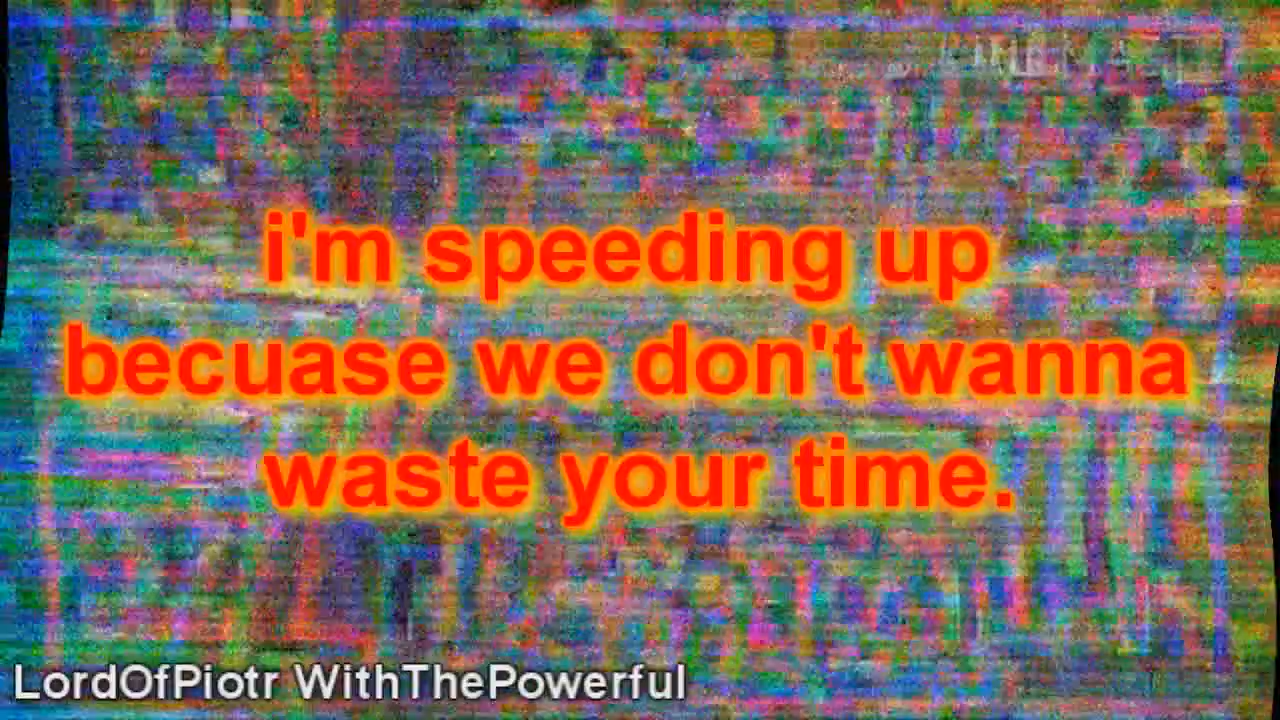 i'm speeding up
becuase we don't wanna
waste your time.
LordOfPiotr WithThePowerful